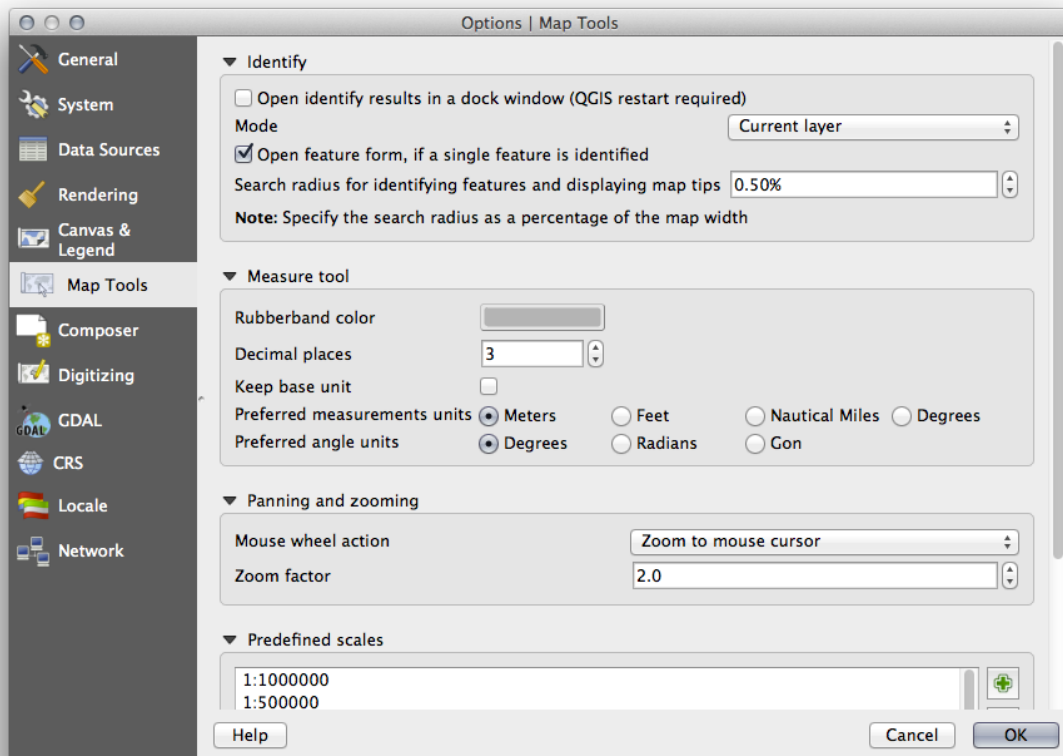 Options | Map Tools
General
System
Data Sources
Rendering
Canvas &
Legend
Map Tools
Composer
Digitizing
GDAL
GDAL
CRS
Locale
Network
Identify
Open identify results in a dock window (QGIS restart required)
Mode
Current layer
Open feature form, if a single feature is identified
Search radius for identifying features and displaying map tips 0.50%
Note: Specify the search radius as a percentage of the map width
Measure tool
Rubberband color
Decimal places 3
Keep base unit
Preferred measurements units Meters Feet Nautical Miles Degrees
Preferred angle units Degrees Radians Gon
Panning and zooming
Mouse wheel action Zoom to mouse cursor
Zoom factor 2.0
Predefined scales
1:1000000
1:500000
Help Cancel OK